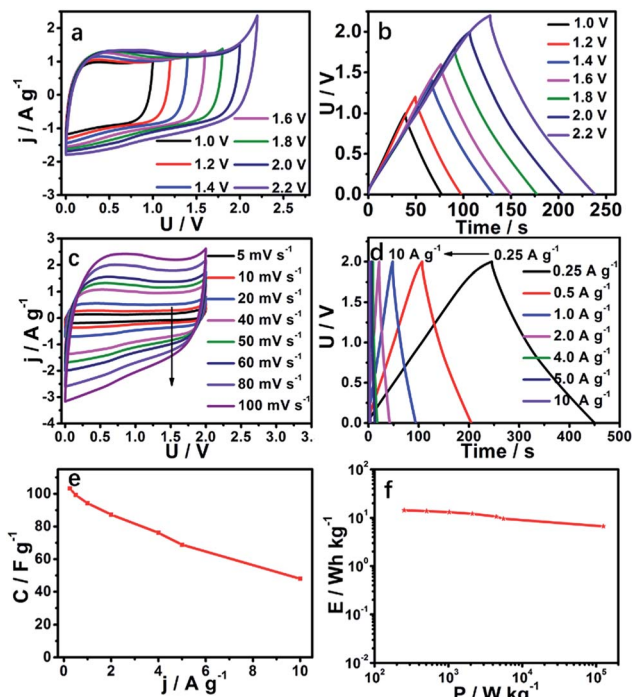 a
j / A g⁻¹
3
2
1
0
-1
-2
-3
0.0 0.5 1.0 1.5 2.0 2.5
U / V
1.6 V
1.0 V 1.8 V
1.2 V 2.0 V
1.4 V 2.2 V
b
U / V
2.0
1.5
1.0
0.5
0.0
0 50 100 150 200 250
Time / s
1.0 V
1.2 V
1.4 V
1.6 V
1.8 V
2.0 V
2.2 V
c
j / A g⁻¹
3
2
1
0
-1
-2
-3
-4
0.0 0.5 1.0 1.5 2.0 2.5 3.0 3.
U / V
5 mV s⁻¹
10 mV s⁻¹
20 mV s⁻¹
40 mV s⁻¹
50 mV s⁻¹
60 mV s⁻¹
80 mV s⁻¹
100 mV s⁻¹
d
10 A g⁻¹ 0.25 A g⁻¹
U / V
2.0
1.5
1.0
0.5
0.0
0 100 200 300 400 500
Time / s
0.25 A g⁻¹
0.5 A g⁻¹
1.0 A g⁻¹
2.0 A g⁻¹
4.0 A g⁻¹
5.0 A g⁻¹
10 A g⁻¹
e
C / F g⁻¹
100
80
60
40
20
0
0 2 4 6 8 10
j / A g⁻¹
f
E / Wh kg⁻¹
10²
10¹
10⁰
10⁻¹
10⁻²
10² 10³ 10⁴ 10⁵
P / W kg⁻¹